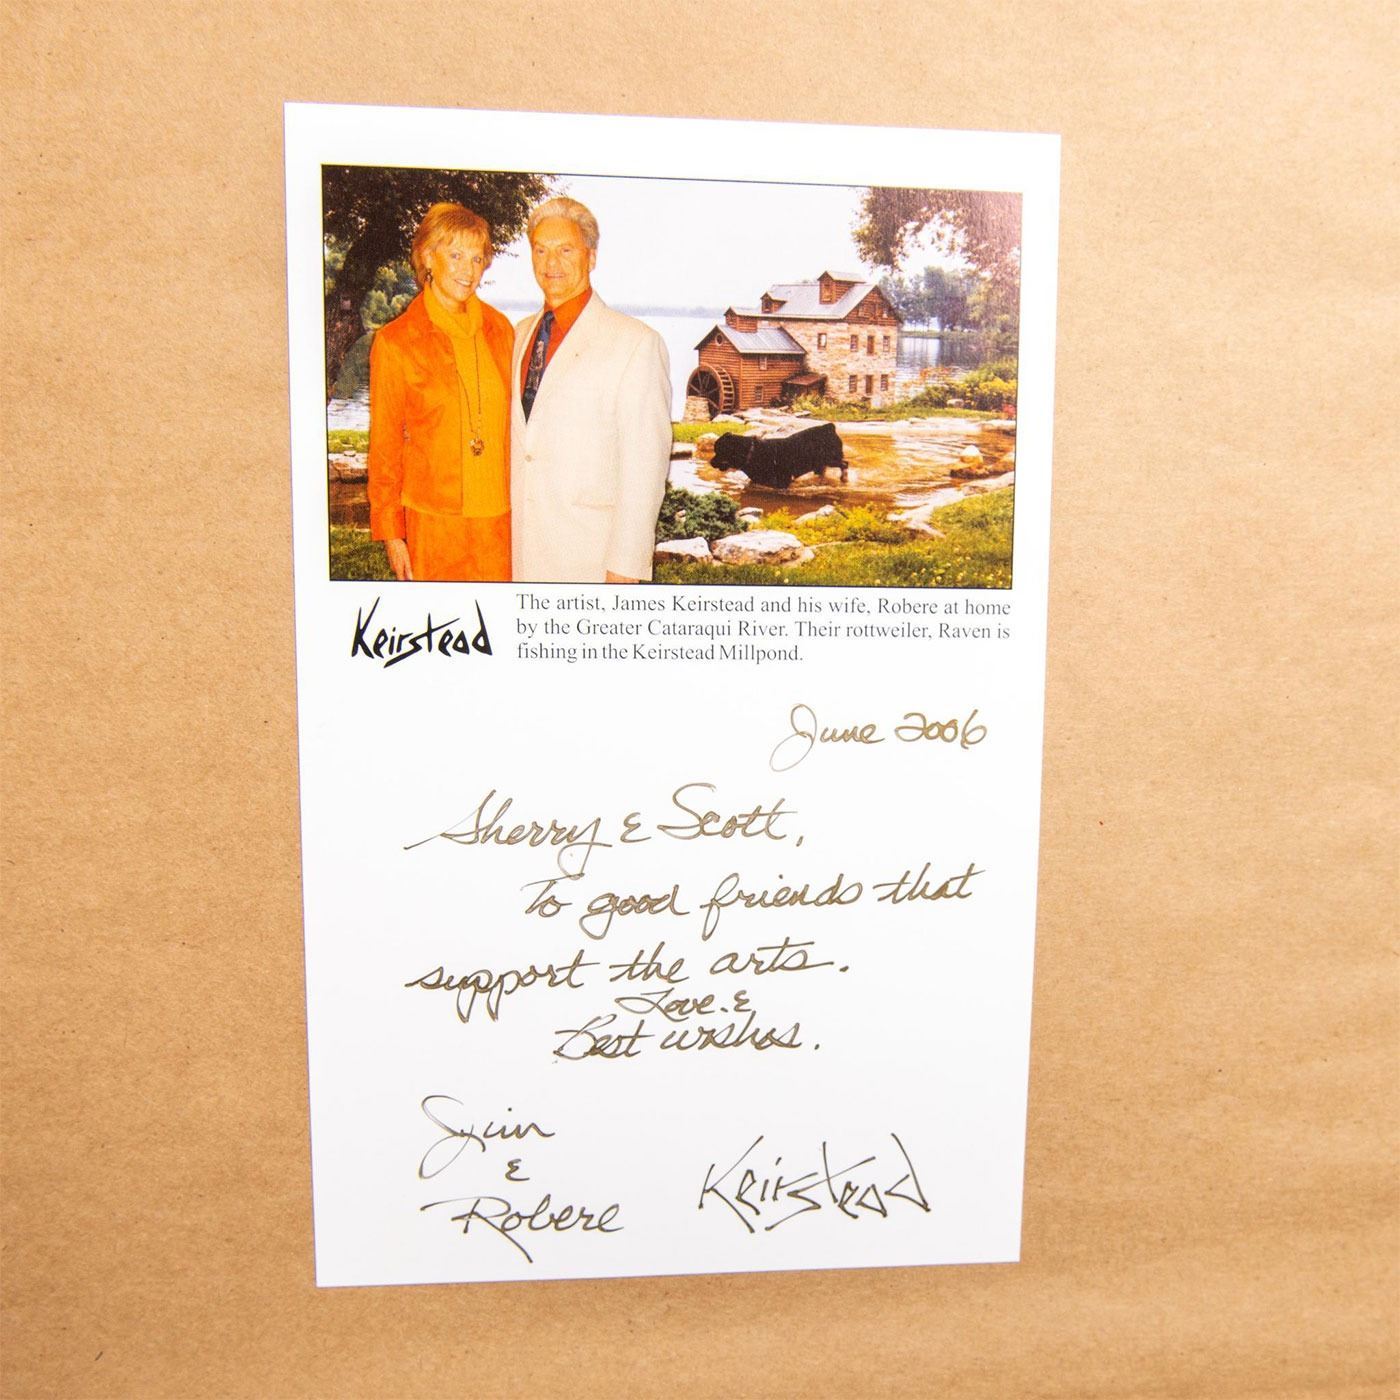 Keirstead
The artist, James Keirstead and his wife, Robere at home
by the Greater Cataraqui River. Their rottweiler, Raven is
fishing in the Keirstead Millpond.
June 2006
Sherry & Scott,
To good friends that
support the arts.
Love. &
Best wishes.
Jim
&
Robere
Keirstead